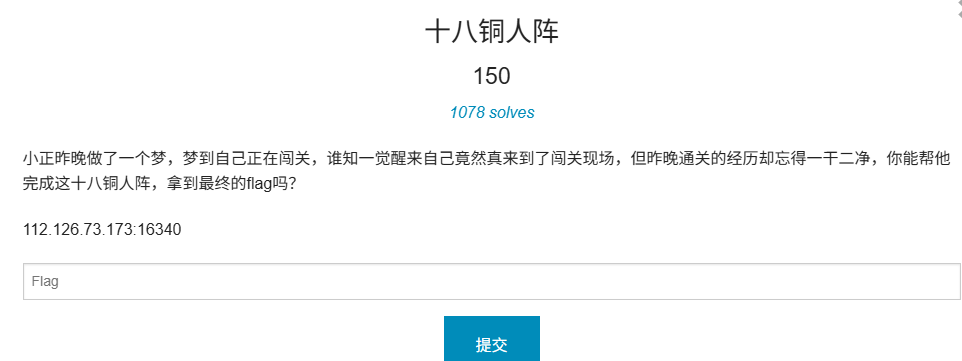 十八铜人阵
150
1078 solves
小正昨晚做了一个梦，梦到自己正在闯关，谁知一觉醒来自己竟然真来到了闯关现场，但昨晚通关的经历却忘得一干二净，你能帮他
完成这十八铜人阵，拿到最终的flag吗？
112.126.73.173:16340
Flag
提交